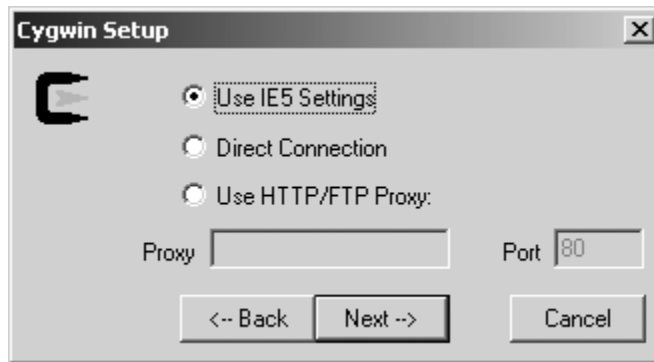 Cygwin Setup
Use IE5 Settings
Direct Connection
Use HTTP/FTP Proxy:
Proxy Port 80
<-- Back Next --> Cancel